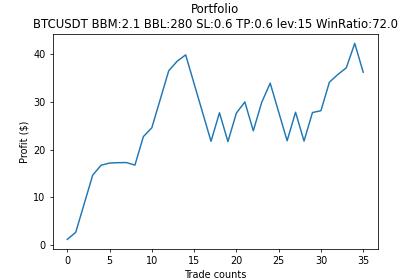 Portfolio
BTCUSDT BBM:2.1 BBL:280 SL:0.6 TP:0.6 lev:15 WinRatio:72.0
40
30
20
10
0
Profit ($)
0 5 10 15 20 25 30 35
Trade counts